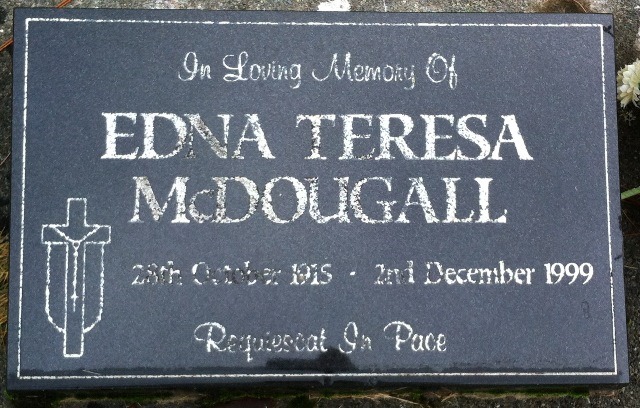 In Loving Memory Of
EDNA TERESA
McDOUGALL
28th October 1915 - 2nd December 1999
Requiescat In Pace